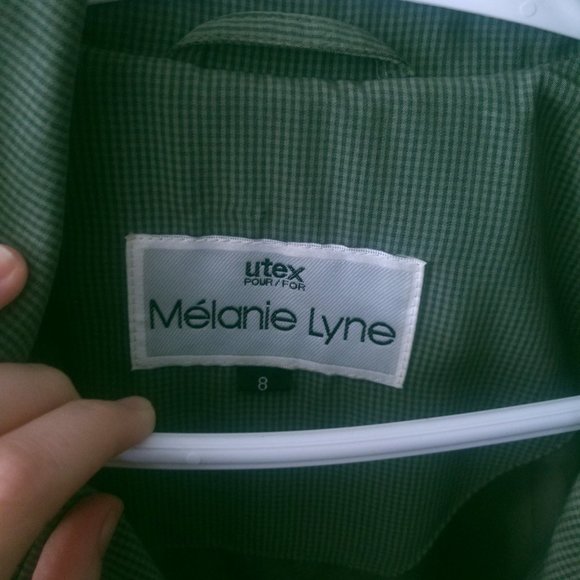 utex
POUR/FOR
Mélanie Lyne
8